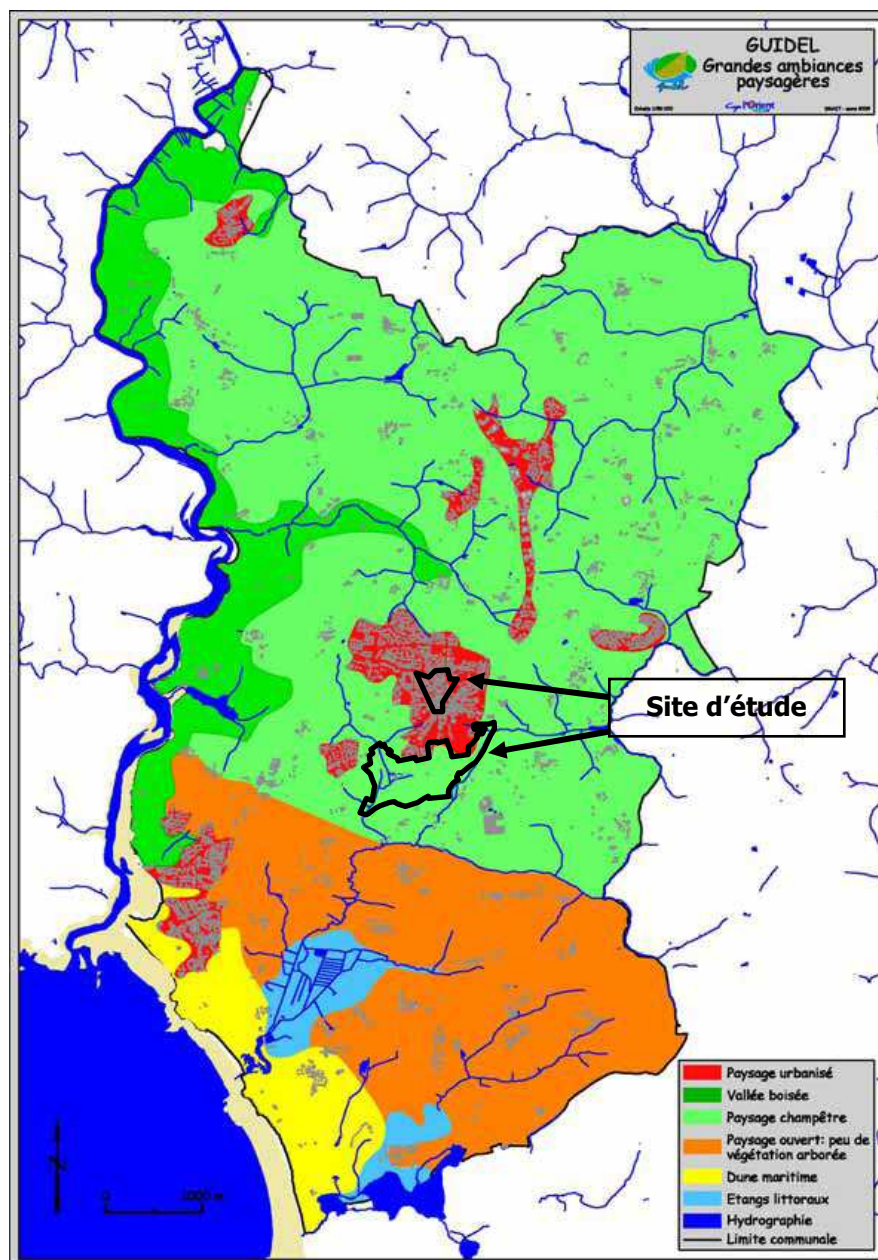 GUIDEL
Grandes ambiances
paysagères
Site d'étude
Paysage urbanisé
Vallée boisée
Paysage champêtre
Paysage ouvert: peu de
végétation arborée
Dune maritime
Etangs littoraux
Hydrographie
Limite communale
0